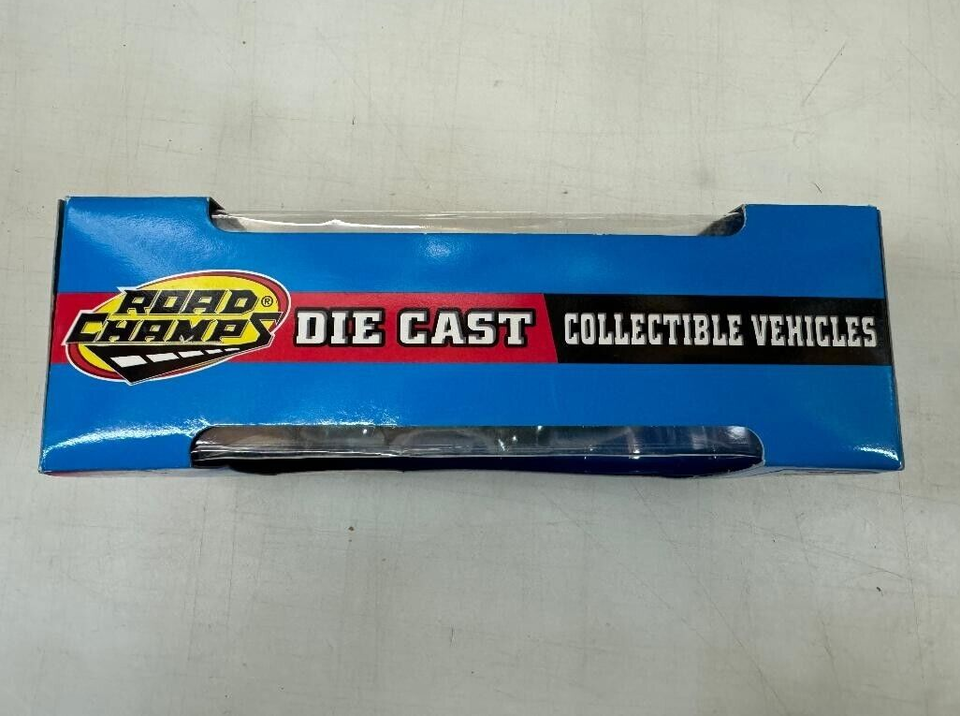 ROAD®
CHAMPS
DIE CAST
COLLECTIBLE VEHICLES